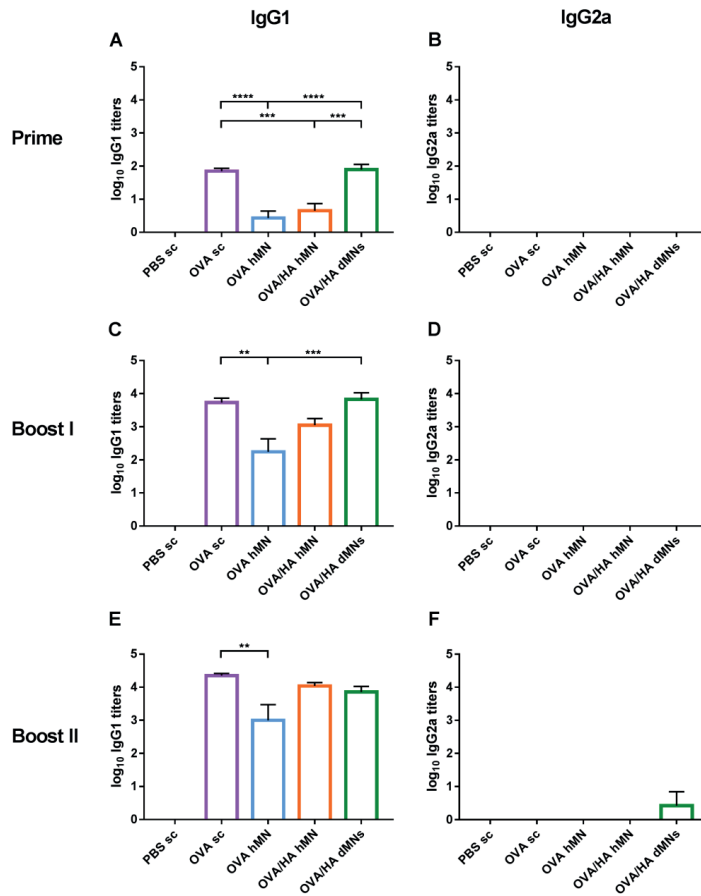 IgG1
IgG2a
Prime
A
log10 IgG1 titers
5
4
3
2
1
0
**** ****
*** ***
PBS sc
OVA sc
OVA hMN
OVA/HA hMN
OVA/HA dMNs
B
log10 IgG2a titers
5
4
3
2
1
0
PBS sc
OVA sc
OVA hMN
OVA/HA hMN
OVA/HA dMNs
Boost I
C
log10 IgG1 titers
5
4
3
2
1
0
** ***
PBS sc
OVA sc
OVA hMN
OVA/HA hMN
OVA/HA dMNs
D
log10 IgG2a titers
5
4
3
2
1
0
PBS sc
OVA sc
OVA hMN
OVA/HA hMN
OVA/HA dMNs
Boost II
E
log10 IgG1 titers
5
4
3
2
1
0
**
PBS sc
OVA sc
OVA hMN
OVA/HA hMN
OVA/HA dMNs
F
log10 IgG2a titers
5
4
3
2
1
0
PBS sc
OVA sc
OVA hMN
OVA/HA hMN
OVA/HA dMNs